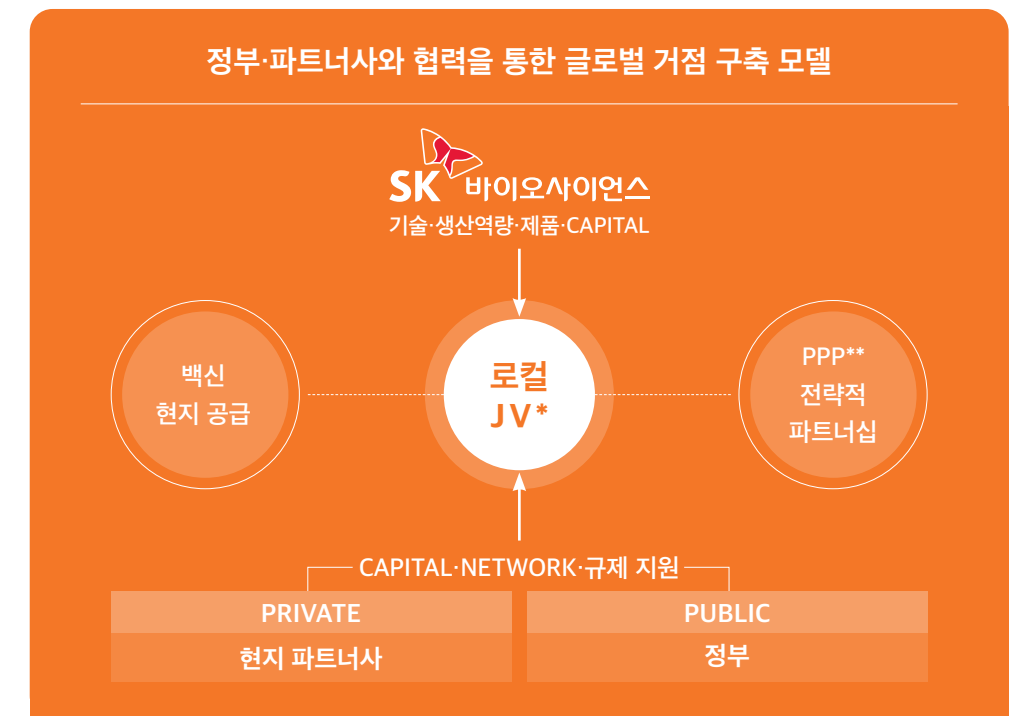 정부·파트너사와 협력을 통한 글로벌 거점 구축 모델
SK 바이오사이언스
기술·생산역량·제품·CAPITAL
백신
현지 공급
로컬
JV*
PPP**
전략적
파트너십
CAPITAL·NETWORK·규제 지원
PRIVATE
현지 파트너사
PUBLIC
정부